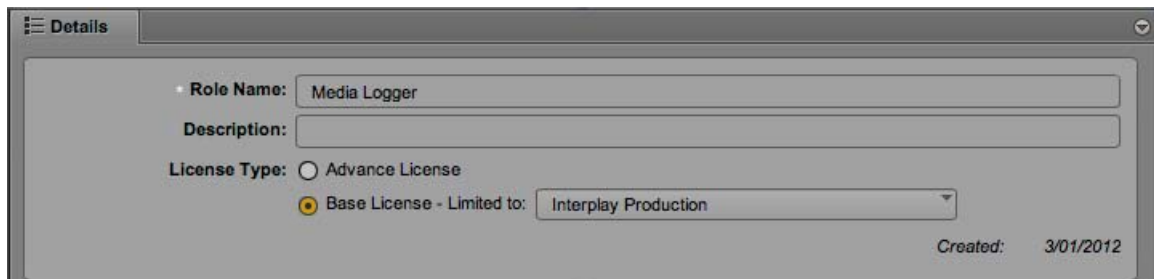 Details
Role Name: Media Logger
Description:
License Type: Advance License
Base License - Limited to: Interplay Production
Created: 3/01/2012